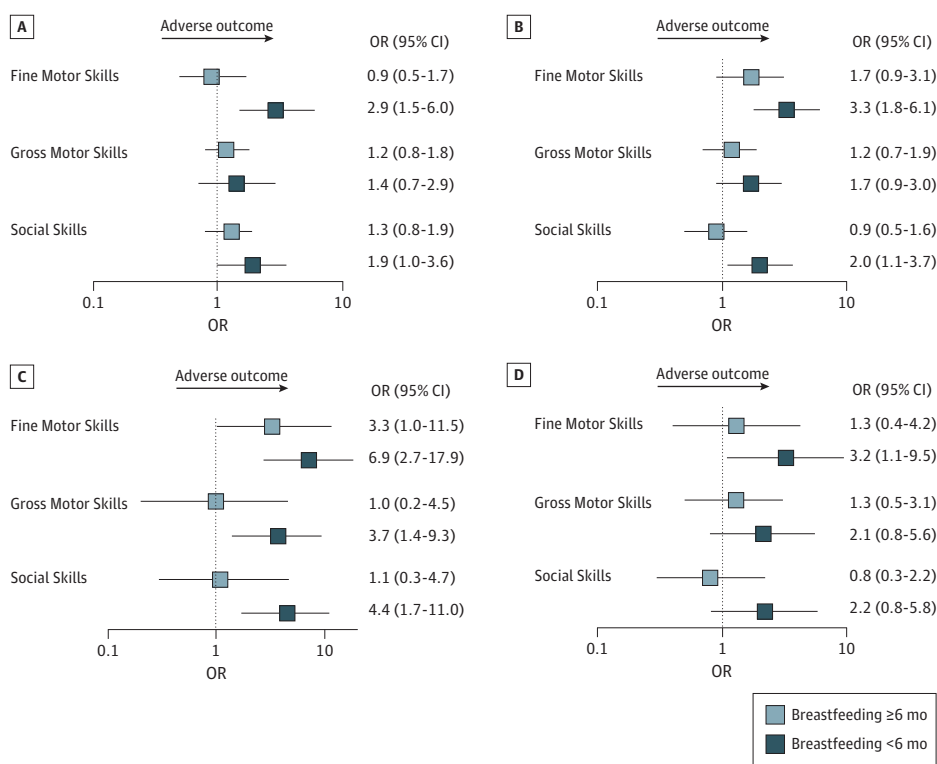 A
Adverse outcome
OR (95% CI)
Fine Motor Skills
0.9 (0.5-1.7)
2.9 (1.5-6.0)
Gross Motor Skills
1.2 (0.8-1.8)
1.4 (0.7-2.9)
Social Skills
1.3 (0.8-1.9)
1.9 (1.0-3.6)
0.1 1 10
OR
B
Adverse outcome
OR (95% CI)
Fine Motor Skills
1.7 (0.9-3.1)
3.3 (1.8-6.1)
Gross Motor Skills
1.2 (0.7-1.9)
1.7 (0.9-3.0)
Social Skills
0.9 (0.5-1.6)
2.0 (1.1-3.7)
0.1 1 10
OR
C
Adverse outcome
OR (95% CI)
Fine Motor Skills
3.3 (1.0-11.5)
6.9 (2.7-17.9)
Gross Motor Skills
1.0 (0.2-4.5)
3.7 (1.4-9.3)
Social Skills
1.1 (0.3-4.7)
4.4 (1.7-11.0)
0.1 1 10
OR
D
Adverse outcome
OR (95% CI)
Fine Motor Skills
1.3 (0.4-4.2)
3.2 (1.1-9.5)
Gross Motor Skills
1.3 (0.5-3.1)
2.1 (0.8-5.6)
Social Skills
0.8 (0.3-2.2)
2.2 (0.8-5.8)
0.1 1 10
OR
Breastfeeding ≥6 mo
Breastfeeding <6 mo